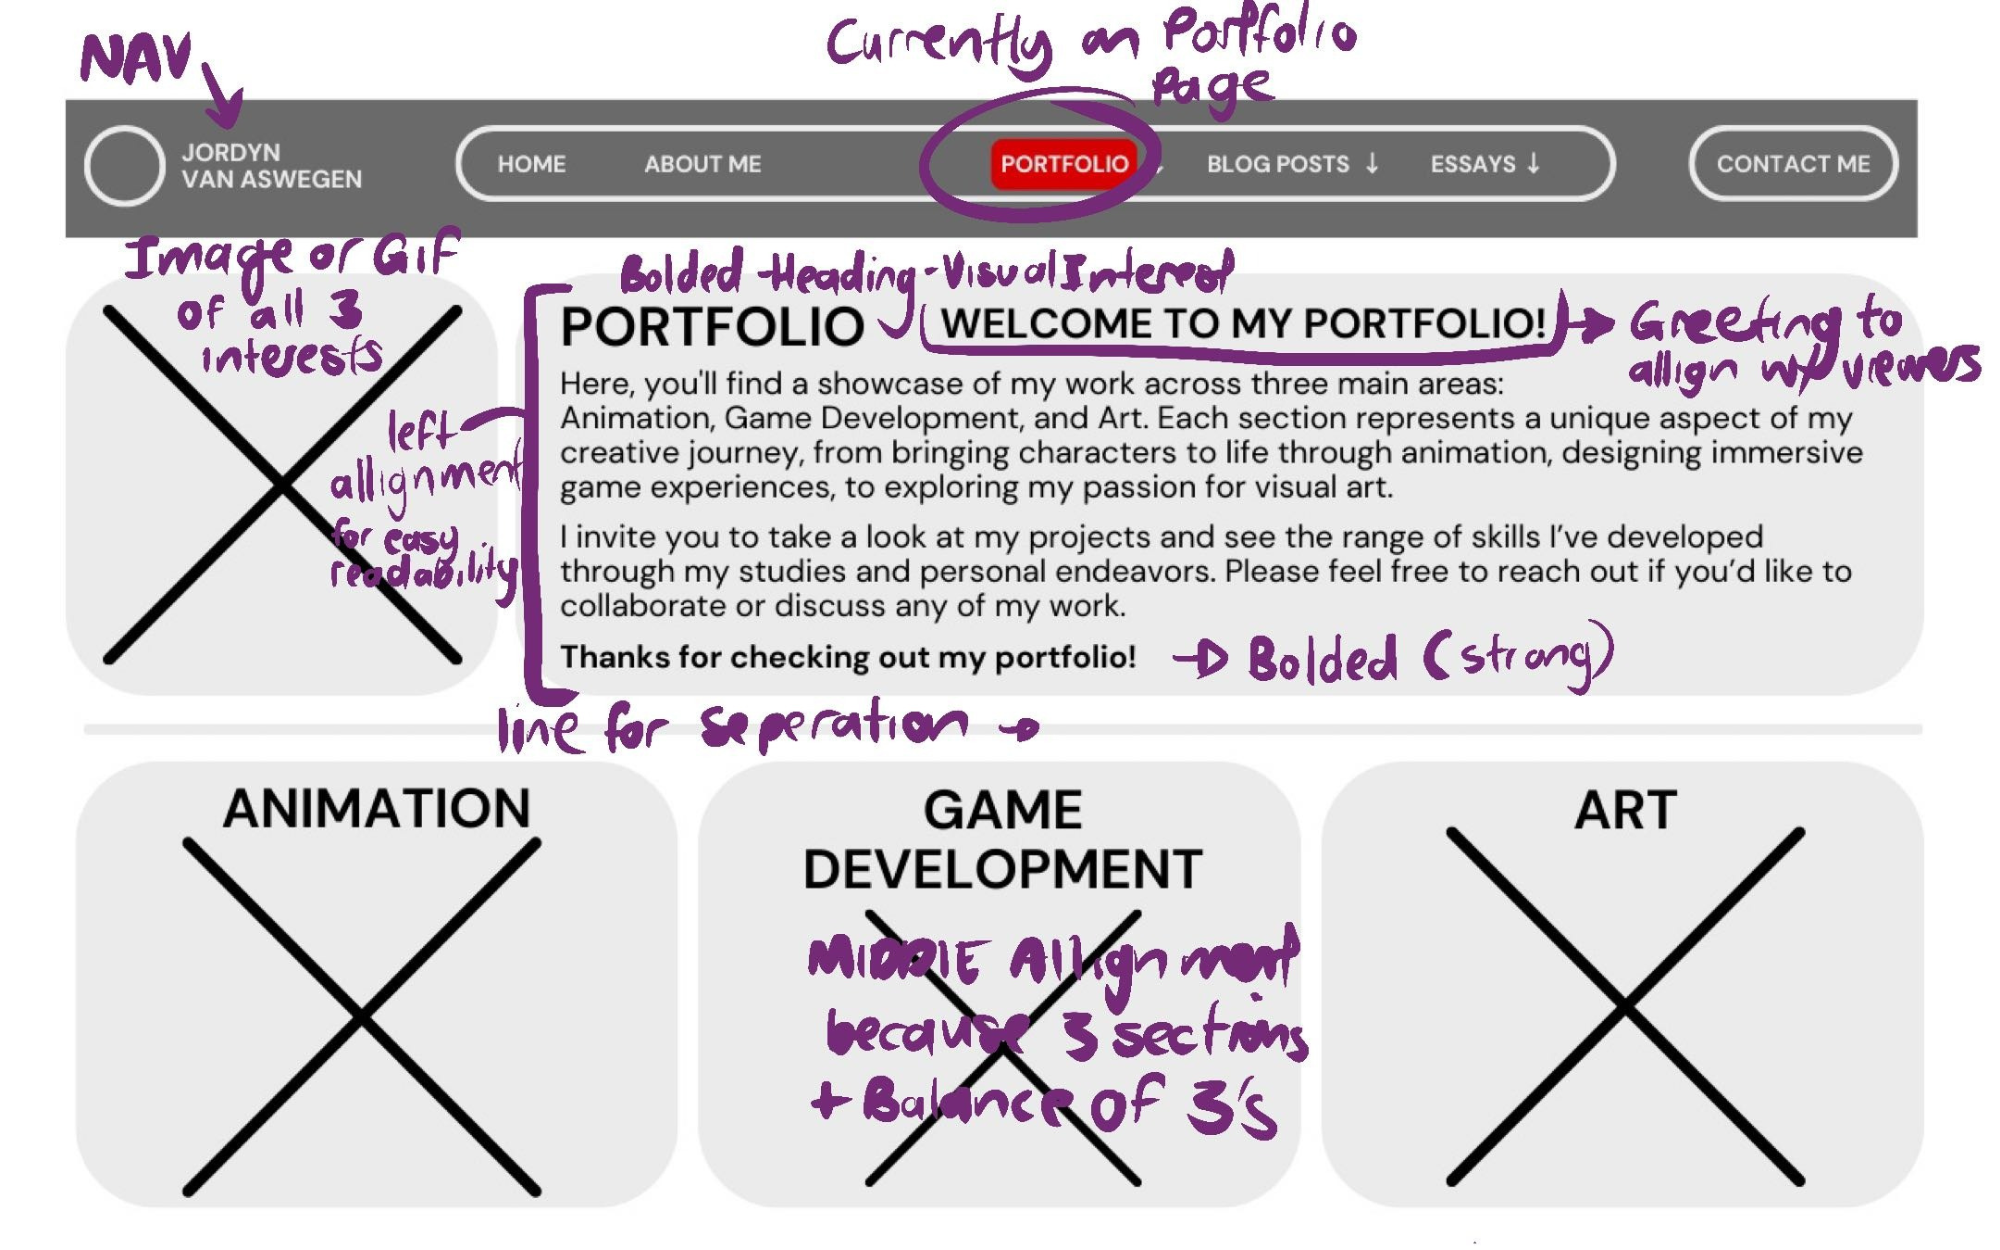 NAV
Currently on Portfolio
Page
JORDYN
VAN ASWEGEN
HOME
ABOUT ME
PORTFOLIO
BLOG POSTS ↓
ESSAYS ↓
CONTACT ME
Image or GIF
of all 3
interests
left
allignment
for easy
readability
Bolded Heading - Visual Interest
PORTFOLIO
WELCOME TO MY PORTFOLIO!
Greeting to
allign w/ viewers
Here, you'll find a showcase of my work across three main areas:
Animation, Game Development, and Art. Each section represents a unique aspect of my
creative journey, from bringing characters to life through animation, designing immersive
game experiences, to exploring my passion for visual art.
I invite you to take a look at my projects and see the range of skills I've developed
through my studies and personal endeavors. Please feel free to reach out if you'd like to
collaborate or discuss any of my work.
Thanks for checking out my portfolio!
Bolded (strong)
line for seperation →
ANIMATION
GAME
DEVELOPMENT
MIDDlE Allignment
because 3 sections
+ Balance of 3's
ART